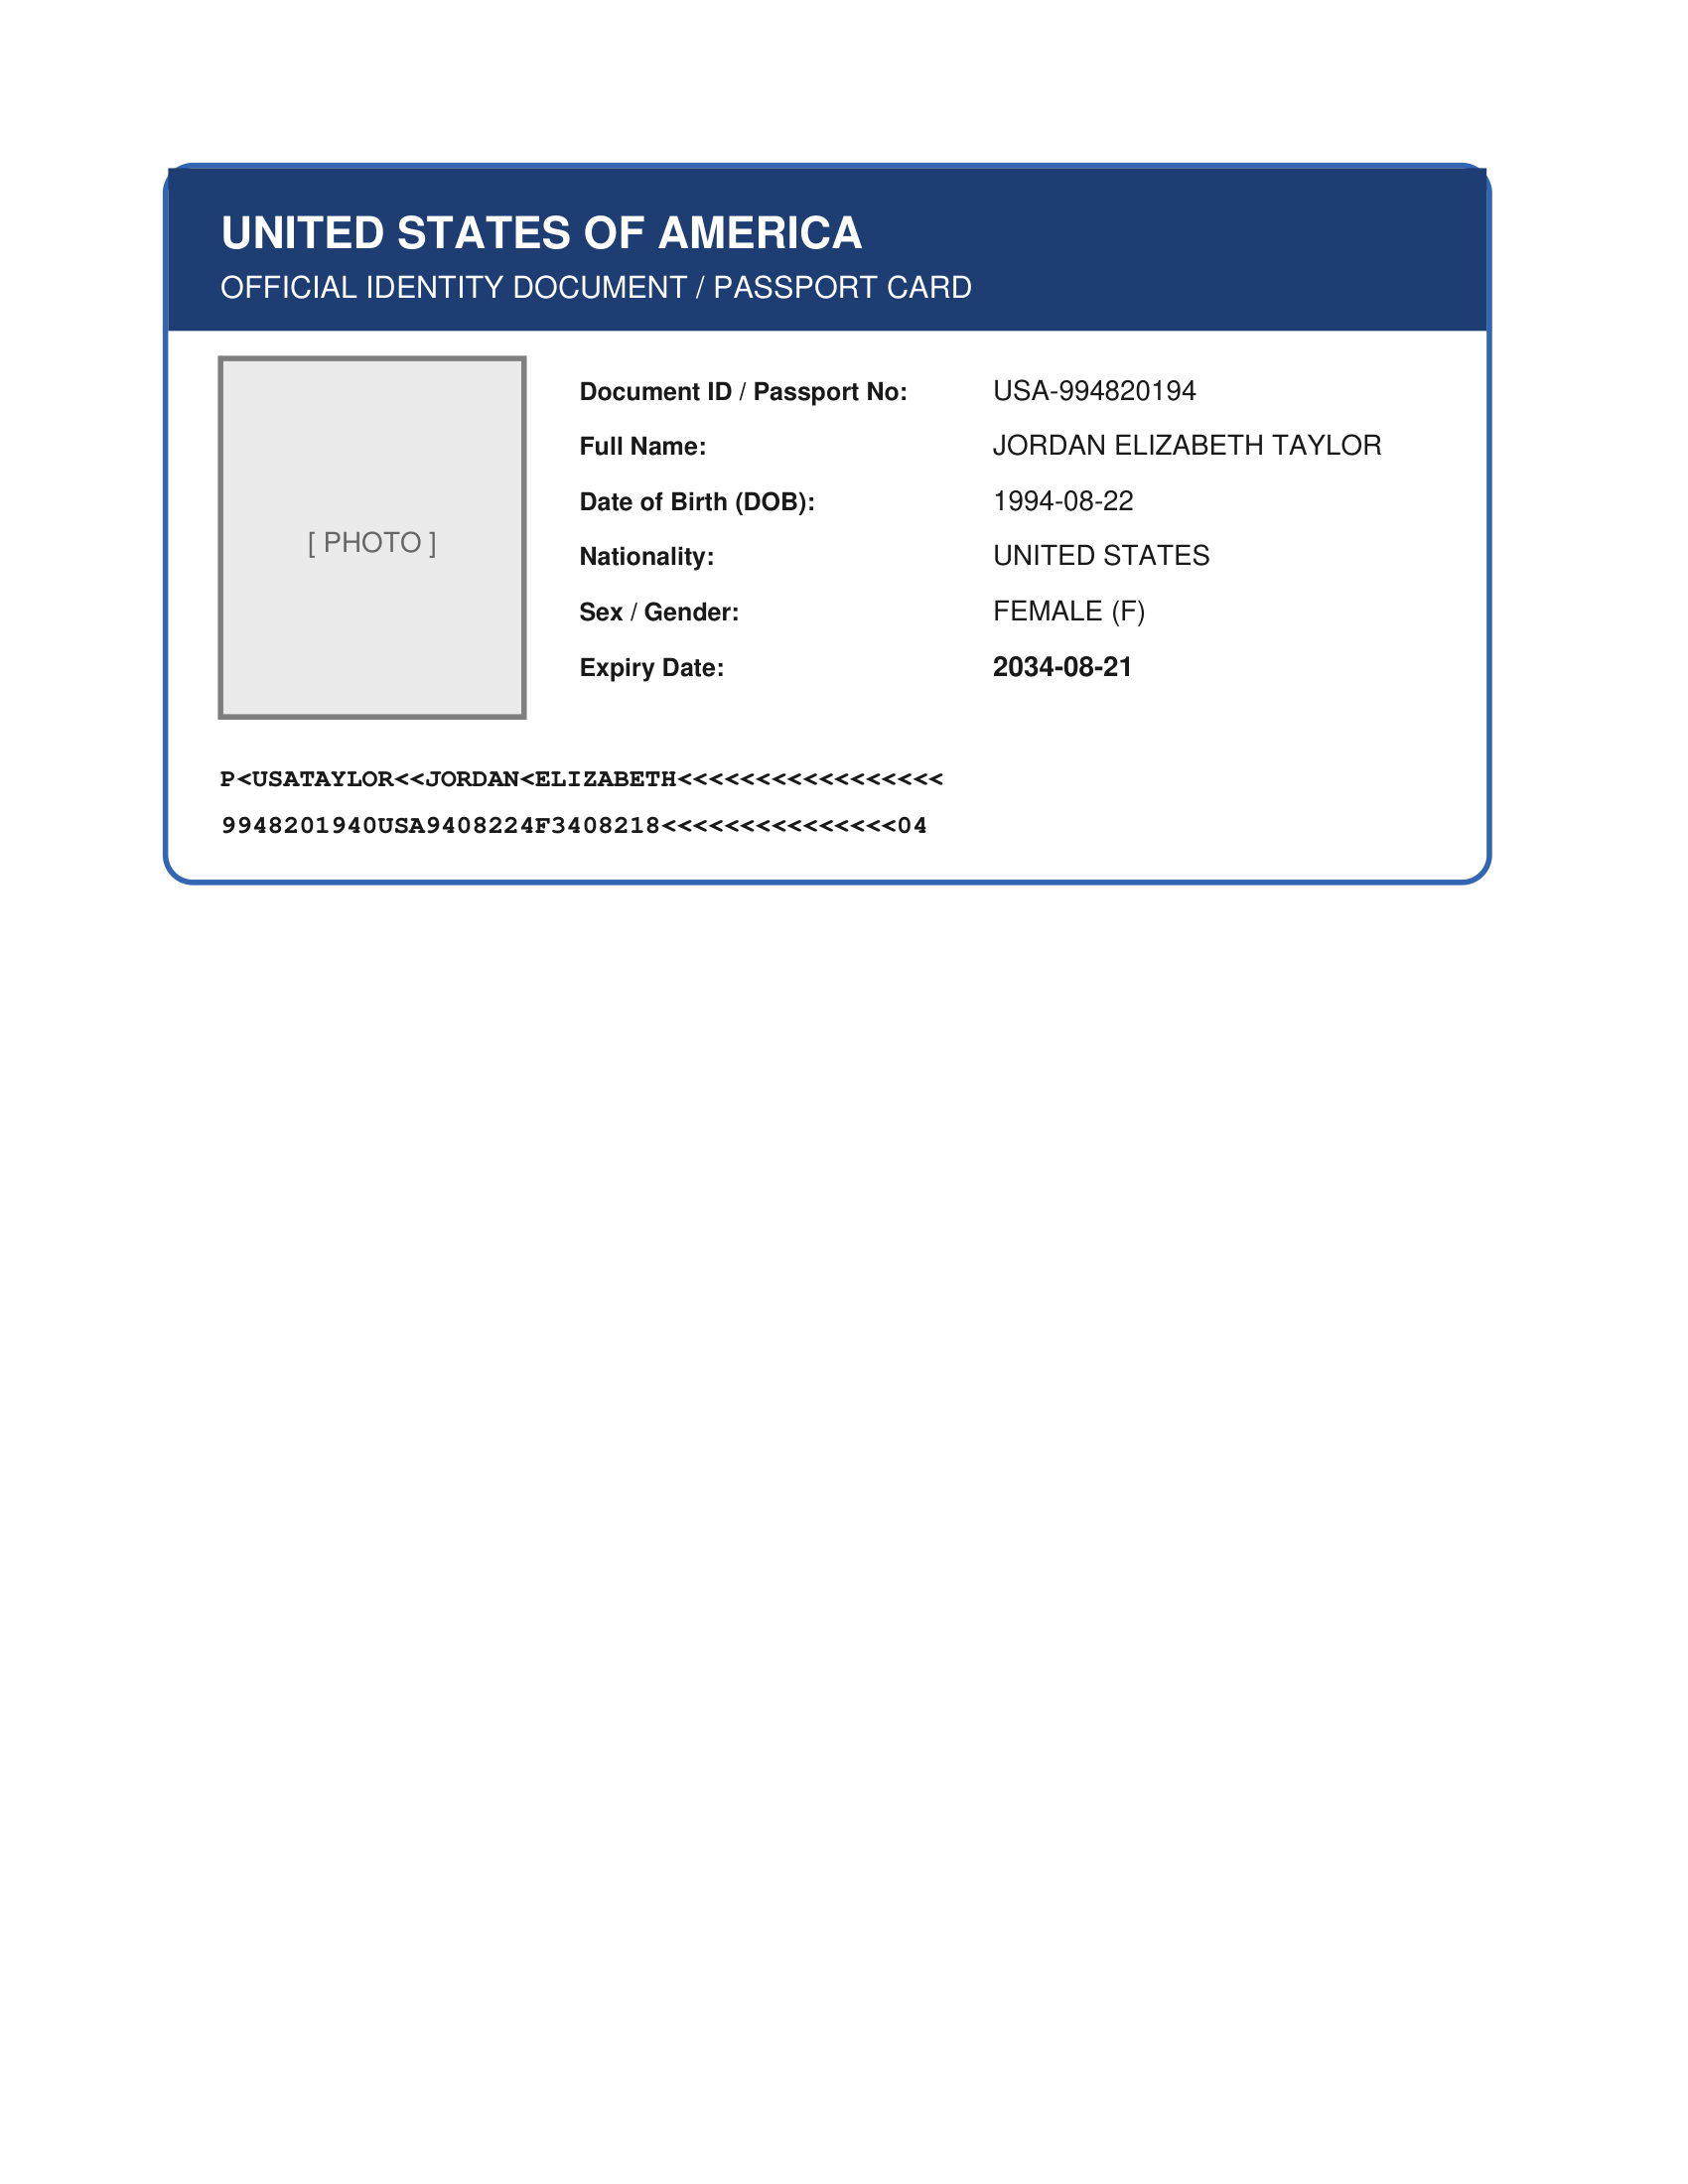 UNITED STATES OF AMERICA
OFFICIAL IDENTITY DOCUMENT / PASSPORT CARD
[ PHOTO ]
Document ID / Passport No: USA-994820194
Full Name: JORDAN ELIZABETH TAYLOR
Date of Birth (DOB): 1994-08-22
Nationality: UNITED STATES
Sex / Gender: FEMALE (F)
Expiry Date: 2034-08-21
P<USATAYLOR<<JORDAN<ELIZABETH<<<<<<<<<<<<<<<<<
9948201940USA9408224F3408218<<<<<<<<<<<<<<<04